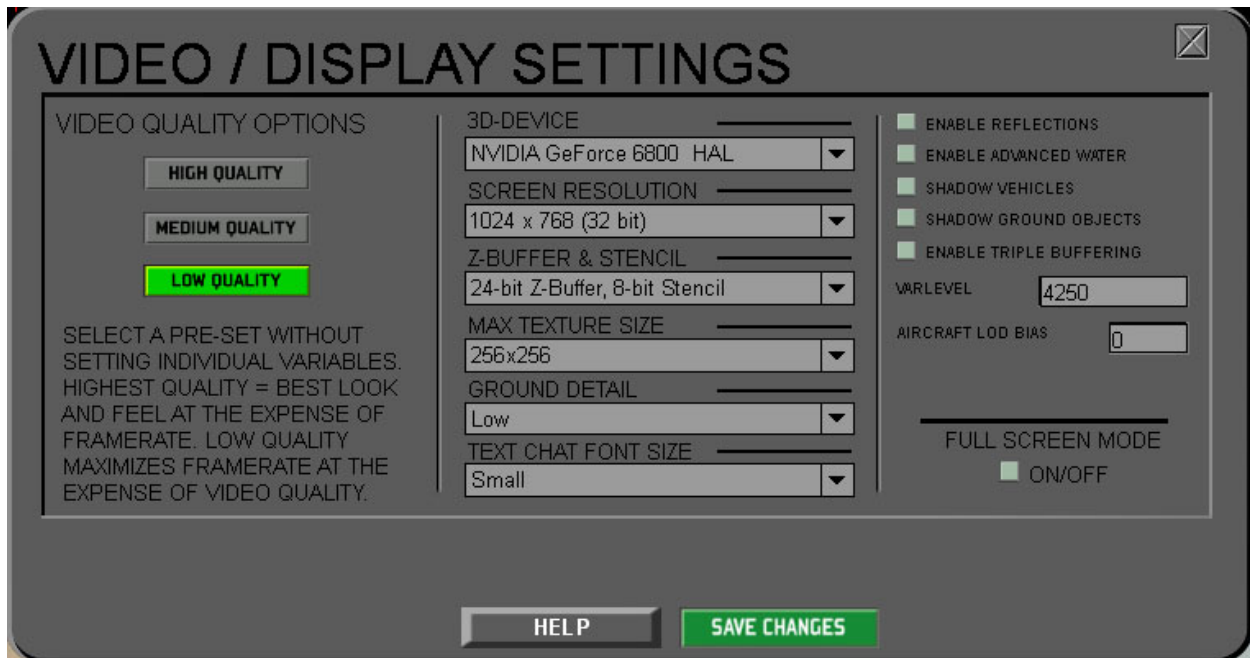 VIDEO / DISPLAY SETTINGS
VIDEO QUALITY OPTIONS
HIGH QUALITY
MEDIUM QUALITY
LOW QUALITY
SELECT A PRE-SET WITHOUT
SETTING INDIVIDUAL VARIABLES.
HIGHEST QUALITY = BEST LOOK
AND FEEL AT THE EXPENSE OF
FRAMERATE. LOW QUALITY
MAXIMIZES FRAMERATE AT THE
EXPENSE OF VIDEO QUALITY.
3D-DEVICE
NVIDIA GeForce 6800 HAL
SCREEN RESOLUTION
1024 x 768 (32 bit)
Z-BUFFER & STENCIL
24-bit Z-Buffer, 8-bit Stencil
MAX TEXTURE SIZE
256x256
GROUND DETAIL
Low
TEXT CHAT FONT SIZE
Small
ENABLE REFLECTIONS
ENABLE ADVANCED WATER
SHADOW VEHICLES
SHADOW GROUND OBJECTS
ENABLE TRIPLE BUFFERING
VARLEVEL 4250
AIRCRAFT LOD BIAS 0
FULL SCREEN MODE
ON/OFF
HELP
SAVE CHANGES